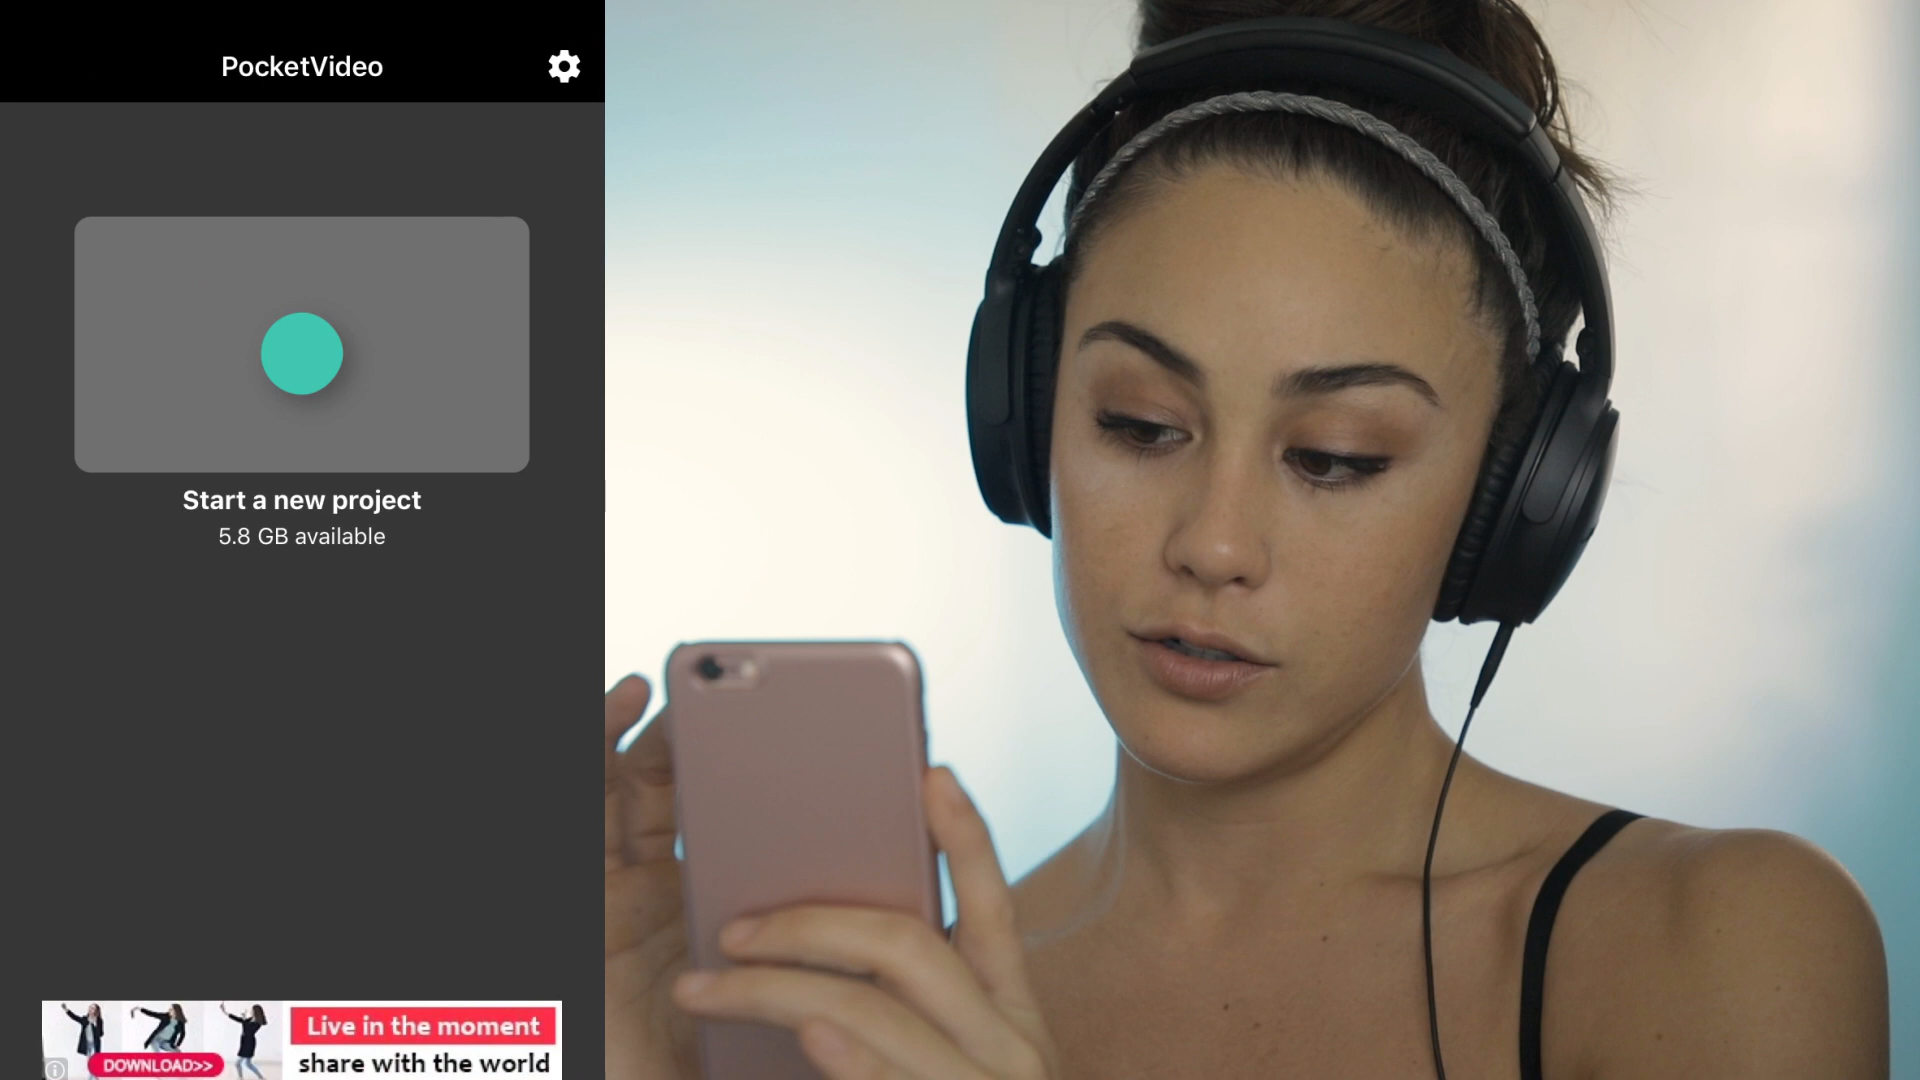 PocketVideo
Start a new project
5.8 GB available
Live in the moment
DOWNLOAD>>
share with the world